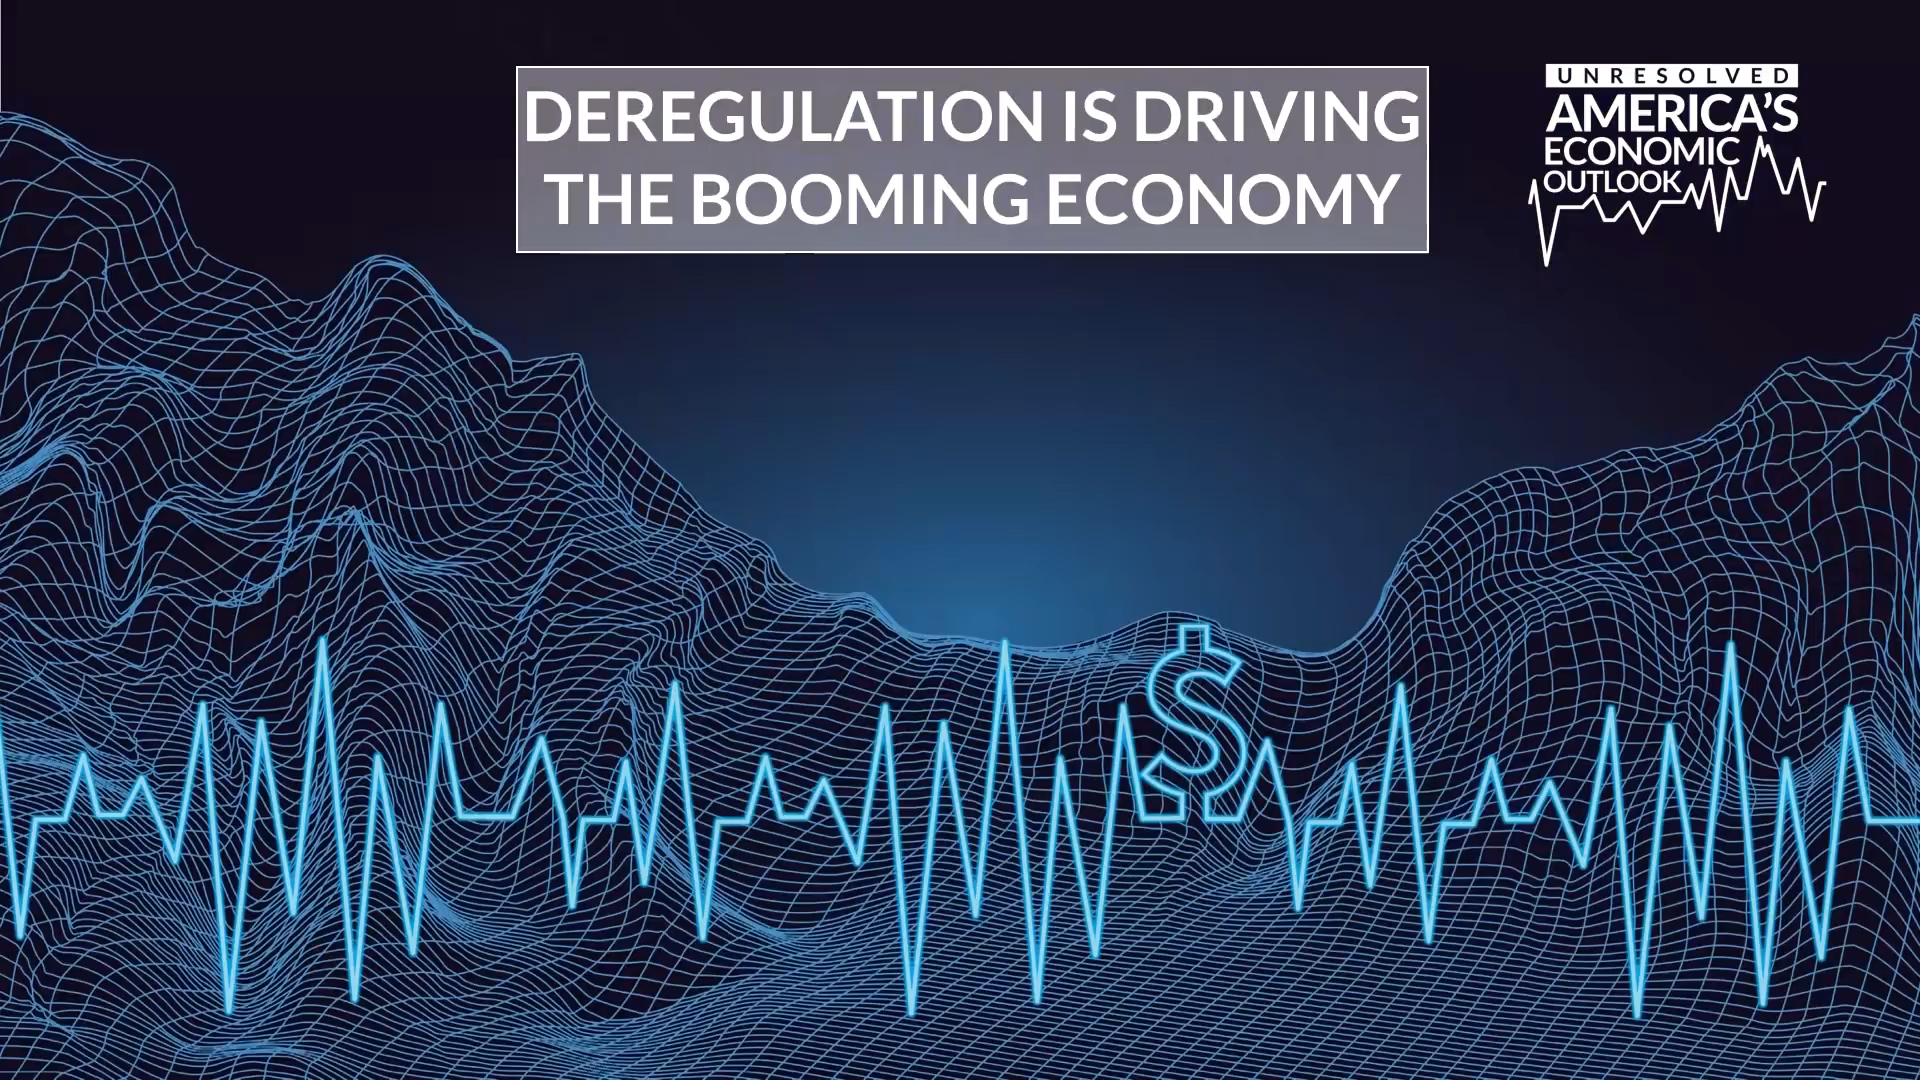 DEREGULATION IS DRIVING
THE BOOMING ECONOMY
UNRESOLVED
AMERICA'S
ECONOMIC
OUTLOOK
$